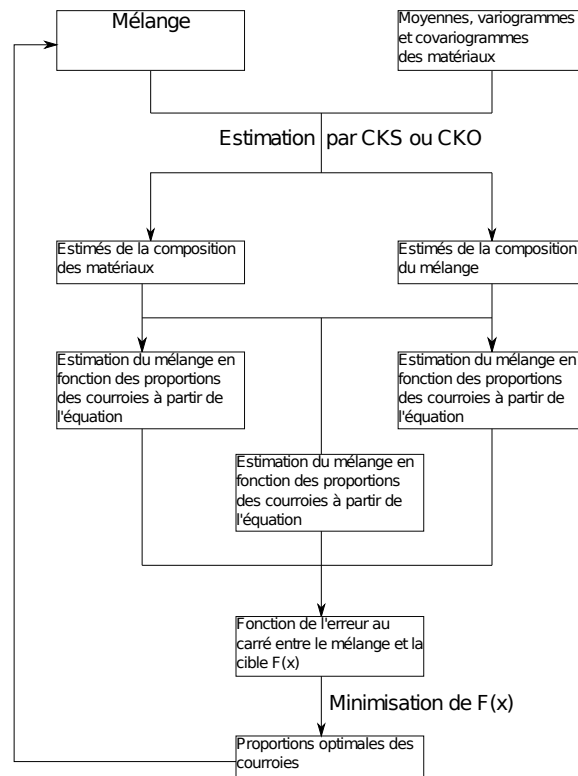 Mélange
Moyennes, variogrammes
et covariogrammes
des matériaux
Estimation par CKS ou CKO
Estimés de la composition
des matériaux
Estimés de la composition
du mélange
Estimation du mélange en
fonction des proportions
des courroies à partir de
l'équation
Estimation du mélange en
fonction des proportions
des courroies à partir de
l'équation
Estimation du mélange en
fonction des proportions
des courroies à partir de
l'équation
Fonction de l'erreur au
carré entre le mélange et la
cible F(x)
Minimisation de F(x)
Proportions optimales des
courroies